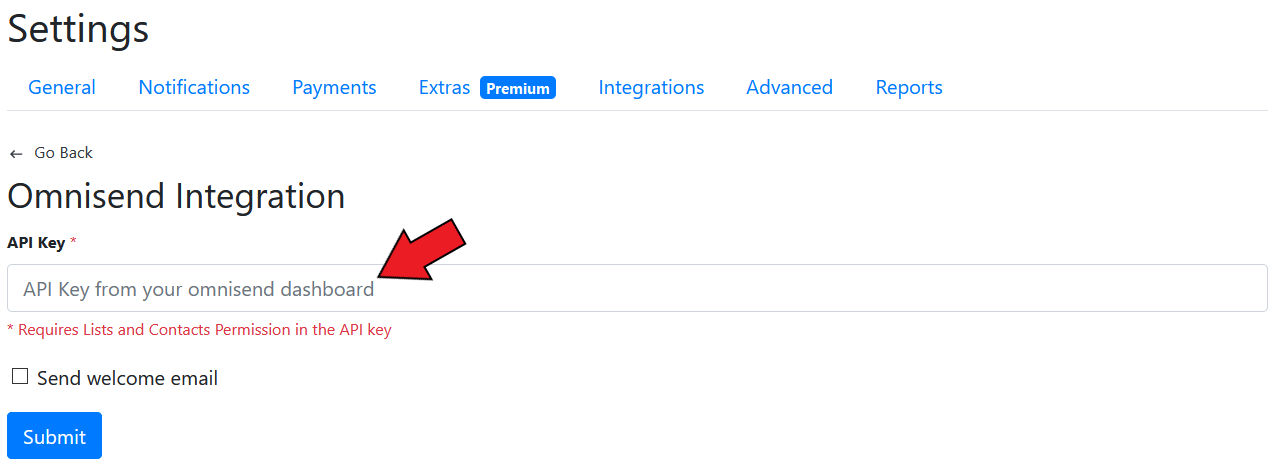 Settings
General Notifications Payments Extras Premium Integrations Advanced Reports
← Go Back
Omnisend Integration
API Key *
API Key from your omnisend dashboard
* Requires Lists and Contacts Permission in the API key
Send welcome email
Submit